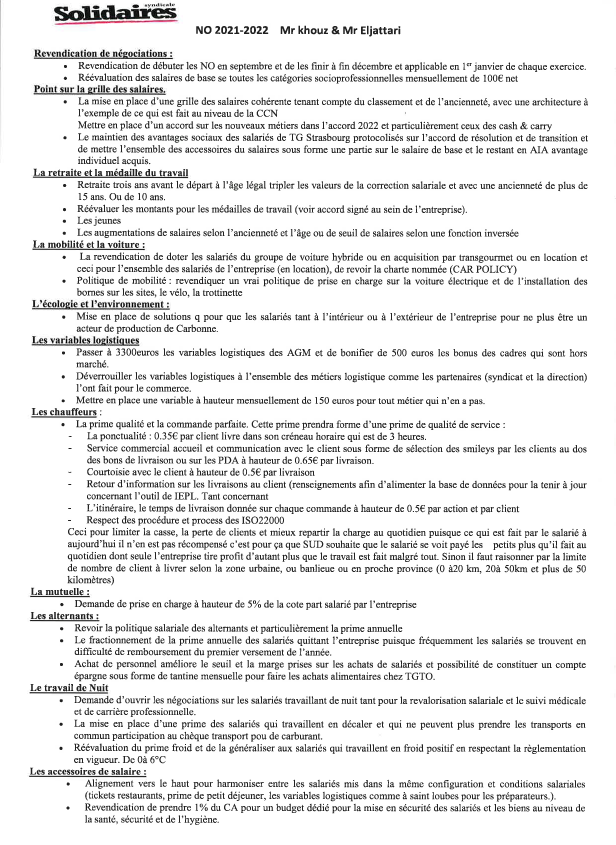 syndicale
Solidaires
NO 2021-2022 Mr khouz & Mr Eljattari
Revendication de négociations :
• Revendication de débuter les NO en septembre et de les finir à fin décembre et applicable en 1er janvier de chaque exercice.
• Réévaluation des salaires de base se toutes les catégories socioprofessionnelles mensuellement de 100€ net
Point sur la grille des salaires.
• La mise en place d'une grille des salaires cohérente tenant compte du classement et de l'ancienneté, avec une architecture à
l'exemple de ce qui est fait au niveau de la CCN
Mettre en place d'un accord sur les nouveaux métiers dans l'accord 2022 et particulièrement ceux des cash & carry
• Le maintien des avantages sociaux des salariés de TG Strasbourg protocolisés par l'accord de résolution et de transition et
de mettre l'ensemble des accessoires du salaires sous forme une partie sur le salaire de base et le restant en AIA avantage
individuel acquis.
La retraite et la médaille du travail
• Retraite trois ans avant le départ à l'âge légal tripler les valeurs de la correction salariale et avec une ancienneté de plus de
15 ans. Ou de 10 ans.
• Réévaluer les montants pour les médailles de travail (voir accord signé au sein de l'entreprise).
• Les jeunes
• Les augmentations de salaires selon l'ancienneté et l'âge ou de seuil de salaires selon une fonction inversée
La mobilité et la voiture :
• La revendication de doter les salariés du groupe de voiture hybride ou en acquisition par transgourmet ou en location et
ceci pour l'ensemble des salariés de l'entreprise (en location), de revoir la charte nommée (CAR POLICY)
• Politique de mobilité : revendiquer un vrai politique de prise en charge sur la voiture électrique et de l'installation des
bornes sur les sites, le vélo, la trottinette
L'écologie et l'environnement :
• Mise en place de solutions q pour que les salariés tant à l'intérieur ou à l'extérieur de l'entreprise pour ne plus être un
acteur de production de Carbonne.
Les variables logistiques
• Passer à 3300euros les variables logistiques des AGM et de bonifier de 500 euros les bonus des cadres qui sont hors
marché.
• Déverrouiller les variables logistiques à l'ensemble des métiers logistique comme les partenaires (syndicat et la direction)
l'ont fait pour le commerce.
• Mettre en place une variable à hauteur mensuellement de 150 euros pour tout métier qui n'en a pas.
Les chauffeurs :
• La prime qualité et la commande parfaite. Cette prime prendra forme d'une prime de qualité de service :
- La ponctualité : 0.35€ par client livre dans son créneau horaire qui est de 3 heures.
- Service commercial accueil et communication avec le client sous forme de sélection des smileys par les clients au dos
des bons de livraison ou sur les PDA à hauteur de 0.65€ par livraison.
- Courtoisie avec le client à hauteur de 0.5€ par livraison
- Retour d'information sur les livraisons au client (renseignements afin d'alimenter la base de données pour la tenir à jour
concernant l'outil de IEPL. Tant concernant
- L'itinéraire, le temps de livraison donnée sur chaque commande à hauteur de 0.5€ par action et par client
- Respect des procédure et process des ISO22000
Ceci pour limiter la casse, la perte de clients et mieux repartir la charge au quotidien puisque ce qui est fait par le salarié à
aujourd'hui il n'en est pas récompensé c'est pour ça que SUD souhaite que le salarié se voit payé les petits plus qu'il fait au
quotidien dont seule l'entreprise tire profit d'autant plus que le travail est fait malgré tout. Sinon il faut raisonner par la limite
de nombre de client à livrer selon la zone urbaine, ou banlieue ou en proche province (0 à20 km, 20à 50km et plus de 50
kilomètres)
La mutuelle :
• Demande de prise en charge à hauteur de 5% de la cote part salarié par l'entreprise
Les alternants :
• Revoir la politique salariale des alternants et particulièrement la prime annuelle
• Le fractionnement de la prime annuelle des salariés quittant l'entreprise puisque fréquemment les salariés se trouvent en
difficulté de remboursement du premier versement de l'année.
• Achat de personnel améliore le seuil et la marge prises sur les achats de salariés et possibilité de constituer un compte
épargne sous forme de tantine mensuelle pour faire les achats alimentaires chez TGTO.
Le travail de Nuit
• Demande d'ouvrir les négociations sur les salariés travaillant de nuit tant pour la revalorisation salariale et le suivi médicale
et de carrière professionnelle.
• La mise en place d'une prime des salariés qui travaillent en décaler et qui ne peuvent plus prendre les transports en
commun participation au chèque transport pou de carburant.
• Réévaluation du prime froid et de la généraliser aux salariés qui travaillent en froid positif en respectant la règlementation
en vigueur. De 0à 6°C
Les accessoires de salaire :
• Alignement vers le haut pour harmoniser entre les salariés mis dans la même configuration et conditions salariales
(tickets restaurants, prime de petit déjeuner, les variables logistiques comme à saint loubes pour les préparateurs.).
• Revendication de prendre 1% du CA pour un budget dédié pour la mise en sécurité des salariés et les biens au niveau de
la santé, sécurité et de l'hygiène.